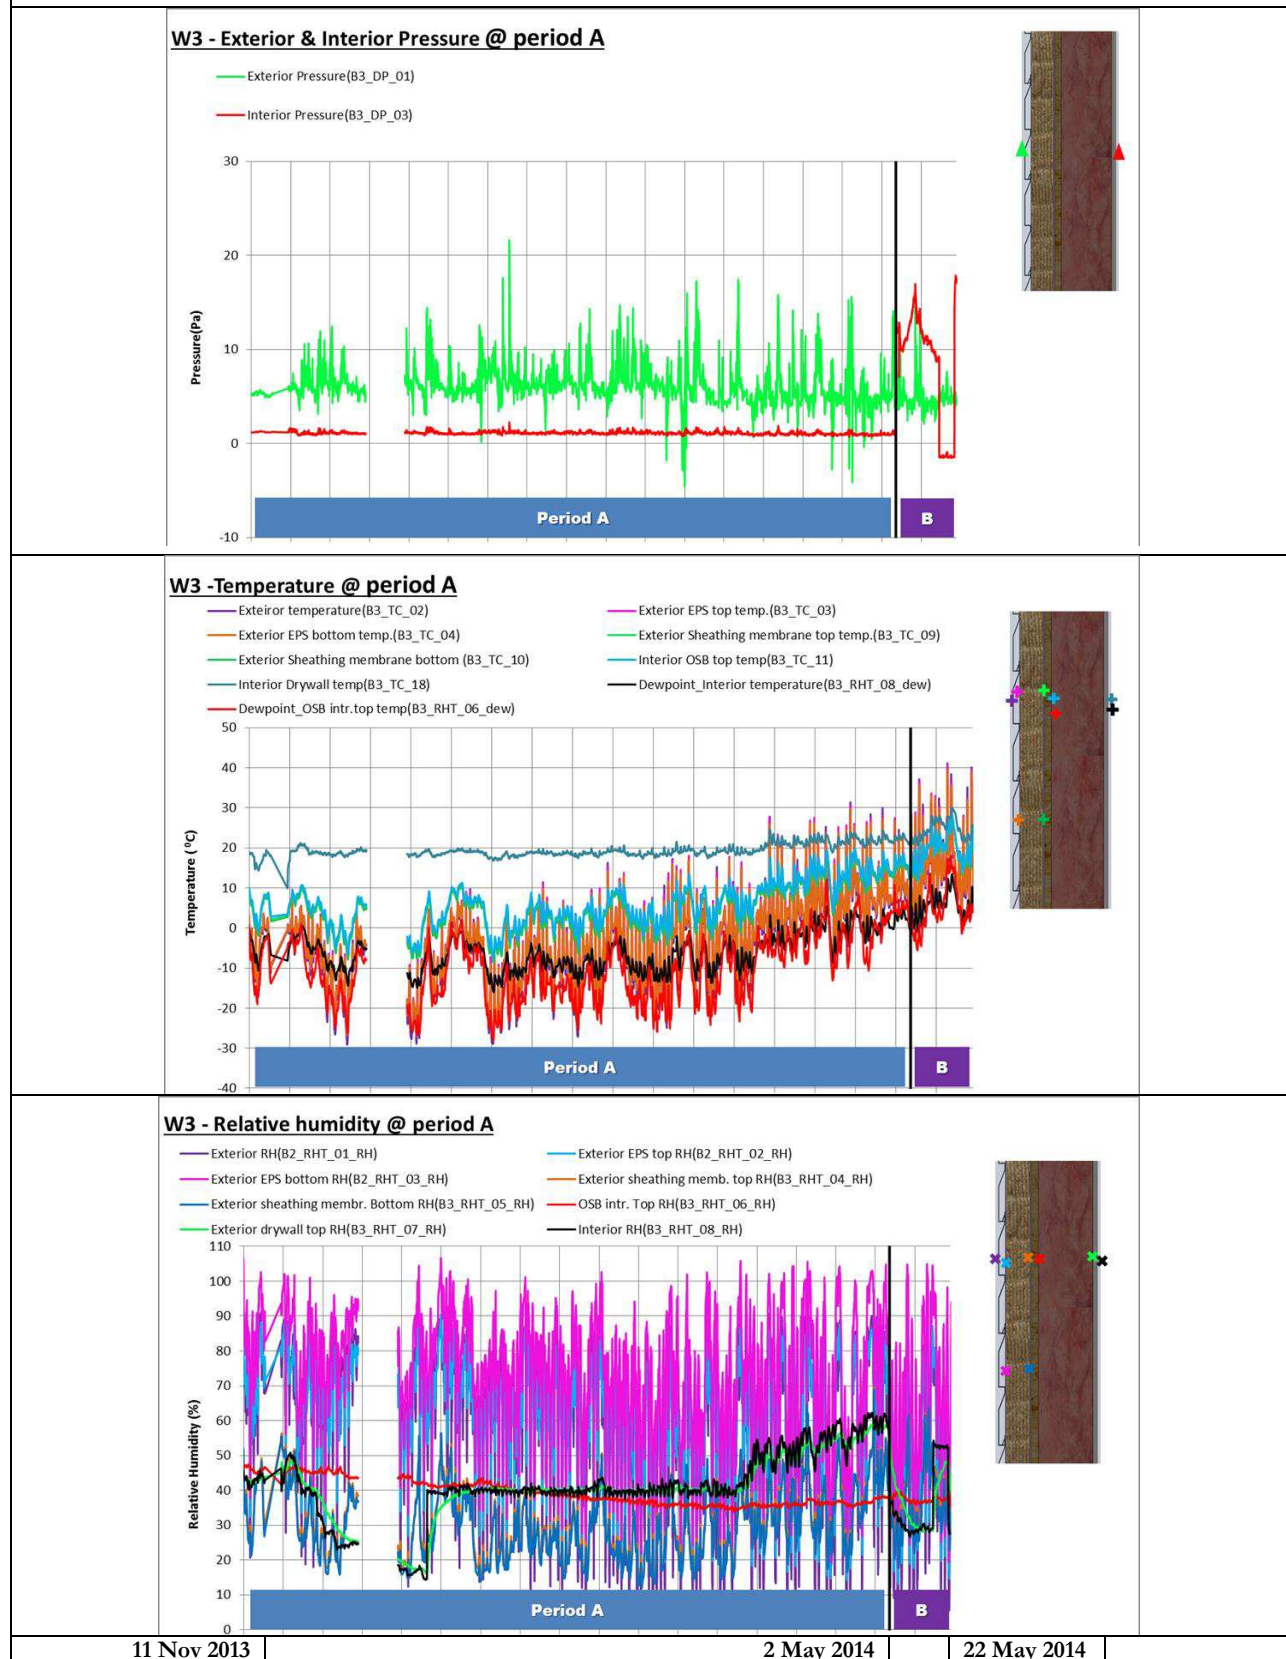 W3 - Exterior & Interior Pressure @ period A
Exterior Pressure(B3_DP_01)
Interior Pressure(B3_DP_03)
30
20
10
0
-10
Pressure(Pa)
Period A
B
W3 -Temperature @ period A
Exteiror temperature(B3_TC_02)
Exterior EPS top temp.(B3_TC_03)
Exterior EPS bottom temp.(B3_TC_04)
Exterior Sheathing membrane top temp.(B3_TC_09)
Exterior Sheathing membrane bottom (B3_TC_10)
Interior OSB top temp(B3_TC_11)
Interior Drywall temp(B3_TC_18)
Dewpoint_Interior temperature(B3_RHT_08_dew)
Dewpoint_OSB intr.top temp(B3_RHT_06_dew)
50
40
30
20
10
0
-10
-20
-30
-40
Temperature (⁰C)
Period A
B
W3 - Relative humidity @ period A
Exterior RH(B2_RHT_01_RH)
Exterior EPS top RH(B2_RHT_02_RH)
Exterior EPS bottom RH(B2_RHT_03_RH)
Exterior sheathing memb. top RH(B3_RHT_04_RH)
Exterior sheathing membr. Bottom RH(B3_RHT_05_RH)
OSB intr. Top RH(B3_RHT_06_RH)
Exterior drywall top RH(B3_RHT_07_RH)
Interior RH(B3_RHT_08_RH)
110
100
90
80
70
60
50
40
30
20
10
0
Relative Humidity (%)
Period A
B
11 Nov 2013
2 May 2014
22 May 2014